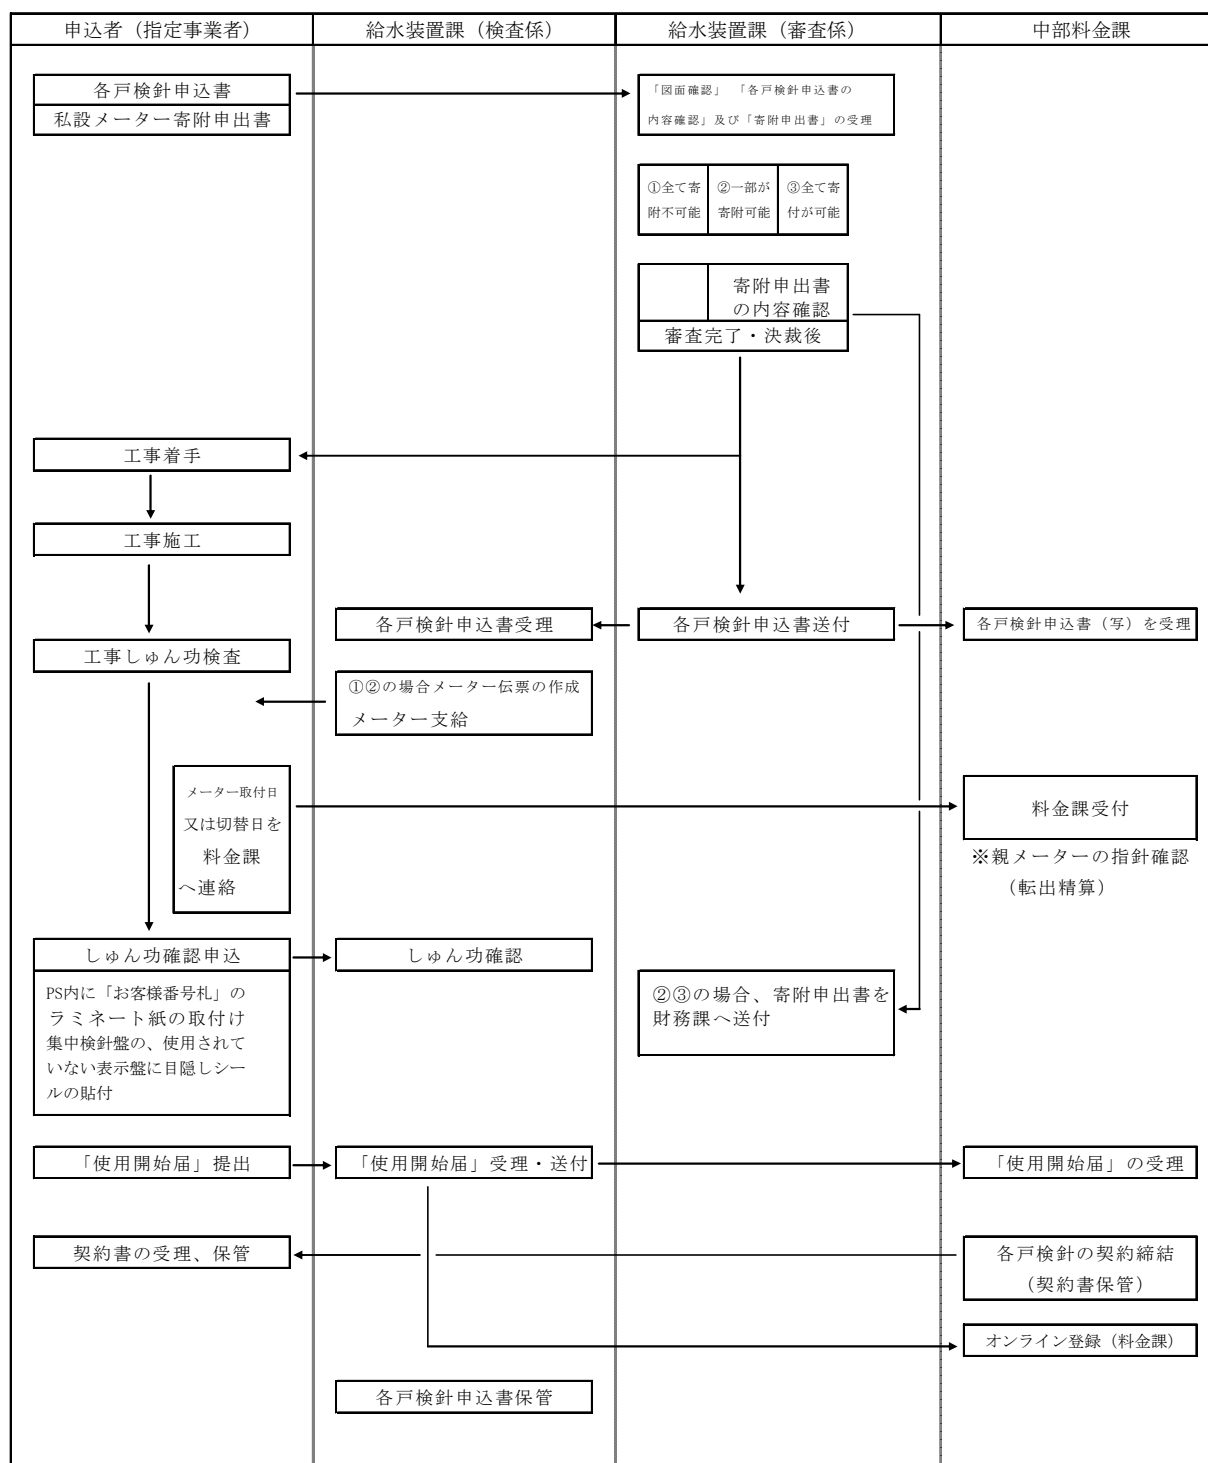 申込者（指定事業者）
給水装置課（検査係）
給水装置課（審査係）
中部料金課
各戸検針申込書
私設メーター寄附申出書
「図面確認」　「各戸検針申込書の
内容確認」及び「寄附申出書」の受理
①全て寄
附不可能
②一部が
寄附可能
③全て寄
付が可能
寄附申出書
の内容確認
審査完了・決裁後
工事着手
工事施工
各戸検針申込書受理
各戸検針申込書送付
各戸検針申込書（写）を受理
工事しゅん功検査
①②の場合メーター伝票の作成
メーター支給
メーター取付日
又は切替日を
料金課
へ連絡
料金課受付
※親メーターの指針確認
（転出精算）
しゅん功確認申込
しゅん功確認
PS内に「お客様番号札」の
ラミネート紙の取付け
集中検針盤の、使用されて
いない表示盤に目隠しシー
ルの貼付
②③の場合、寄附申出書を
財務課へ送付
「使用開始届」提出
「使用開始届」受理・送付
「使用開始届」の受理
契約書の受理、保管
各戸検針の契約締結
（契約書保管）
オンライン登録（料金課）
各戸検針申込書保管